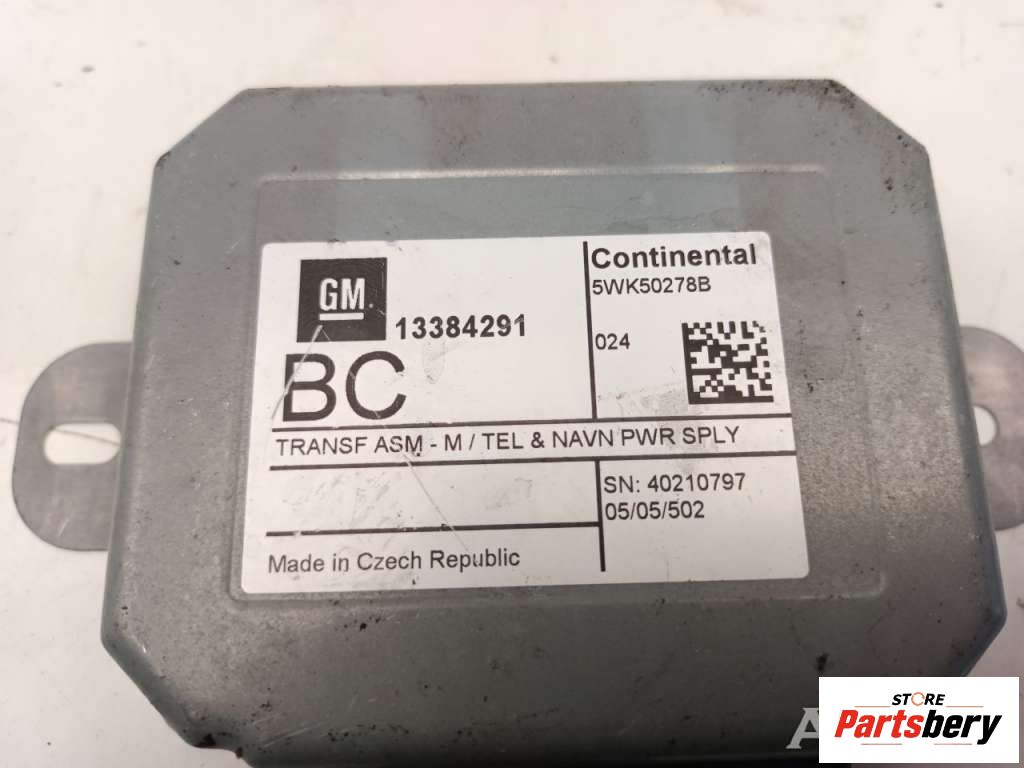 GM
13384291
BC
Continental
5WK50278B
024
TRANSF ASM - M / TEL & NAVN PWR SPLY
SN: 40210797
05/05/502
Made in Czech Republic
STORE
Partsbery